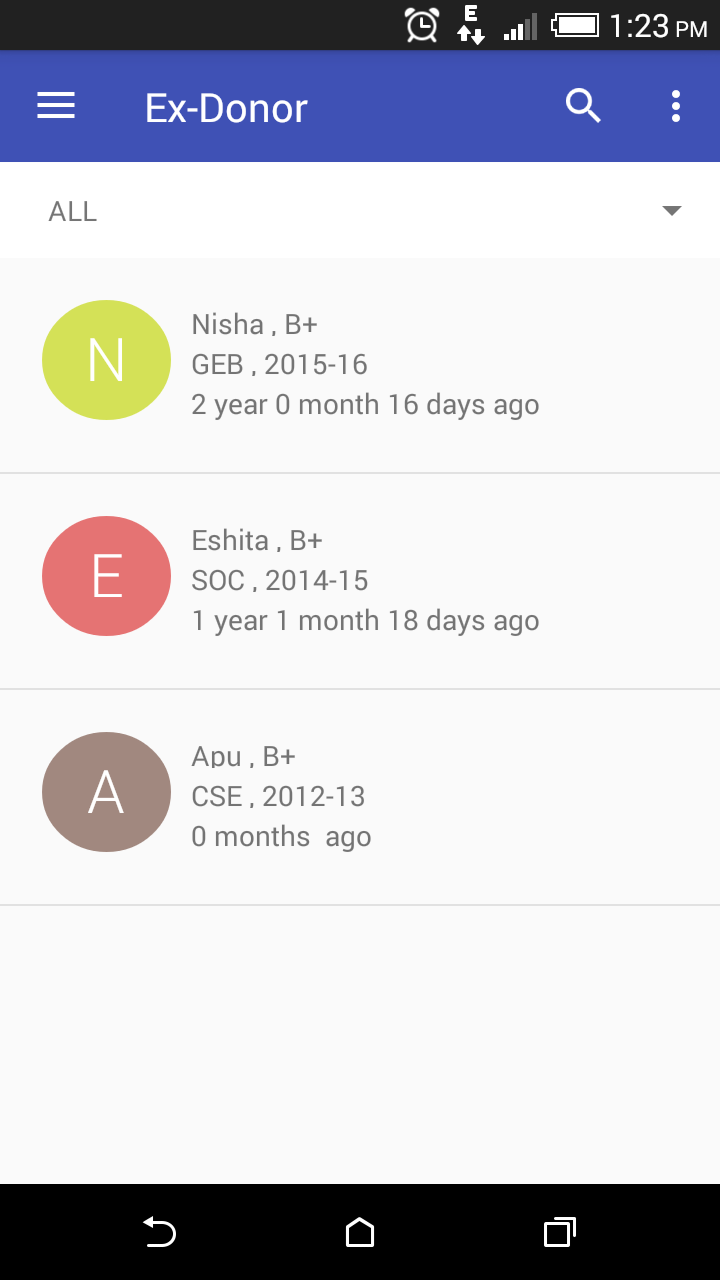 E
1:23 PM
Ex-Donor
ALL
N
Nisha , B+
GEB , 2015-16
2 year 0 month 16 days ago
E
Eshita , B+
SOC , 2014-15
1 year 1 month 18 days ago
A
Apu , B+
CSE , 2012-13
0 months  ago